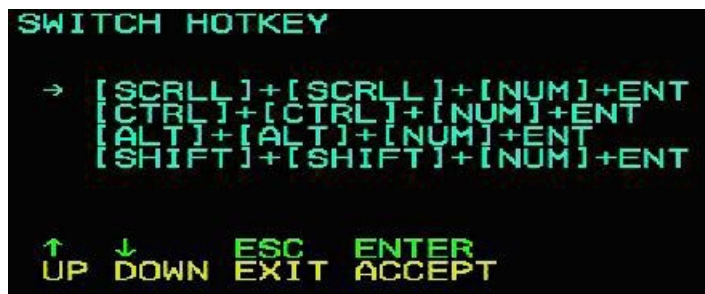 SWITCH HOTKEY
→ [SCRLL]+[SCRLL]+[NUM]+ENT
[CTRL]+[CTRL]+[NUM]+ENT
[ALT]+[ALT]+[NUM]+ENT
[SHIFT]+[SHIFT]+[NUM]+ENT
↑ ↓ ESC ENTER
UP DOWN EXIT ACCEPT